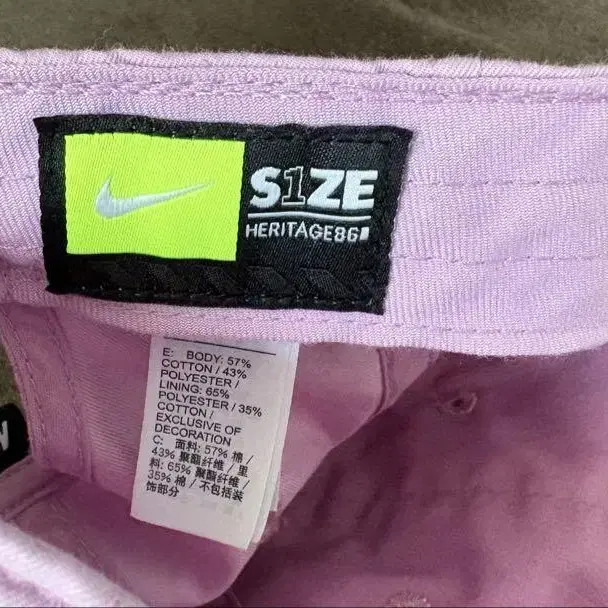 S1ZE
HERITAGE86
E: BODY: 57%
COTTON / 43%
POLYESTER /
LINING: 65%
POLYESTER / 35%
COTTON /
EXCLUSIVE OF
DECORATION
C: 面料: 57% 棉 /
43% 聚酯纤维 / 里
料: 65% 聚酯纤维 /
35% 棉 / 不包括装
饰部分